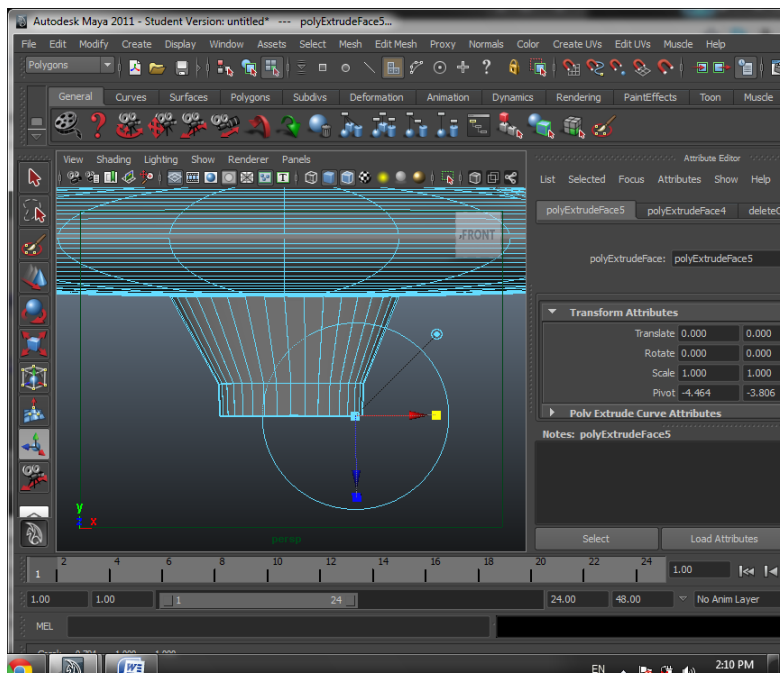 Autodesk Maya 2011 - Student Version: untitled* --- polyExtrudeFace5...
File Edit Modify Create Display Window Assets Select Mesh Edit Mesh Proxy Normals Color Create UVs Edit UVs Muscle Help
Polygons
General Curves Surfaces Polygons Subdivs Deformation Animation Dynamics Rendering PaintEffects Toon Muscle
View Shading Lighting Show Renderer Panels
Attribute Editor
List Selected Focus Attributes Show Help
polyExtrudeFace5 polyExtrudeFace4 deleteC
FRONT
polyExtrudeFace: polyExtrudeFace5
Transform Attributes
Translate 0.000 0.000
Rotate 0.000 0.000
Scale 1.000 1.000
Pivot -4.464 -3.806
Poly Extrude Curve Attributes
Notes: polyExtrudeFace5
y
x
persp
Select Load Attributes
2 4 6 8 10 12 14 16 18 20 22 24
1 1.00
1.00 1.00 1 24 24.00 48.00 No Anim Layer
MEL
EN 2:10 PM